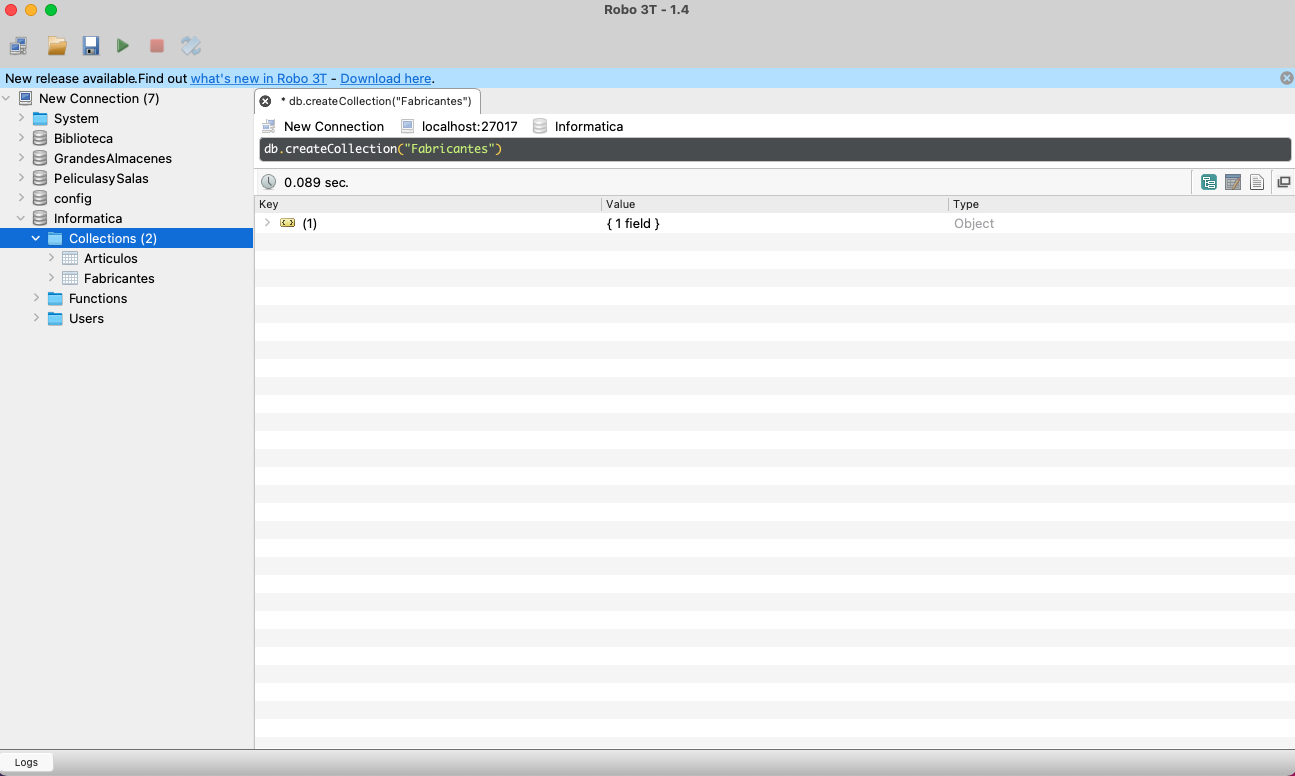 Robo 3T - 1.4
New release available.Find out what's new in Robo 3T - Download here.
New Connection (7)
System
Biblioteca
GrandesAlmacenes
PeliculasySalas
config
Informatica
Collections (2)
Articulos
Fabricantes
Functions
Users
* db.createCollection("Fabricantes")
New Connection localhost:27017 Informatica
db.createCollection("Fabricantes")
0.089 sec.
Key Value Type
(1) { 1 field } Object
Logs